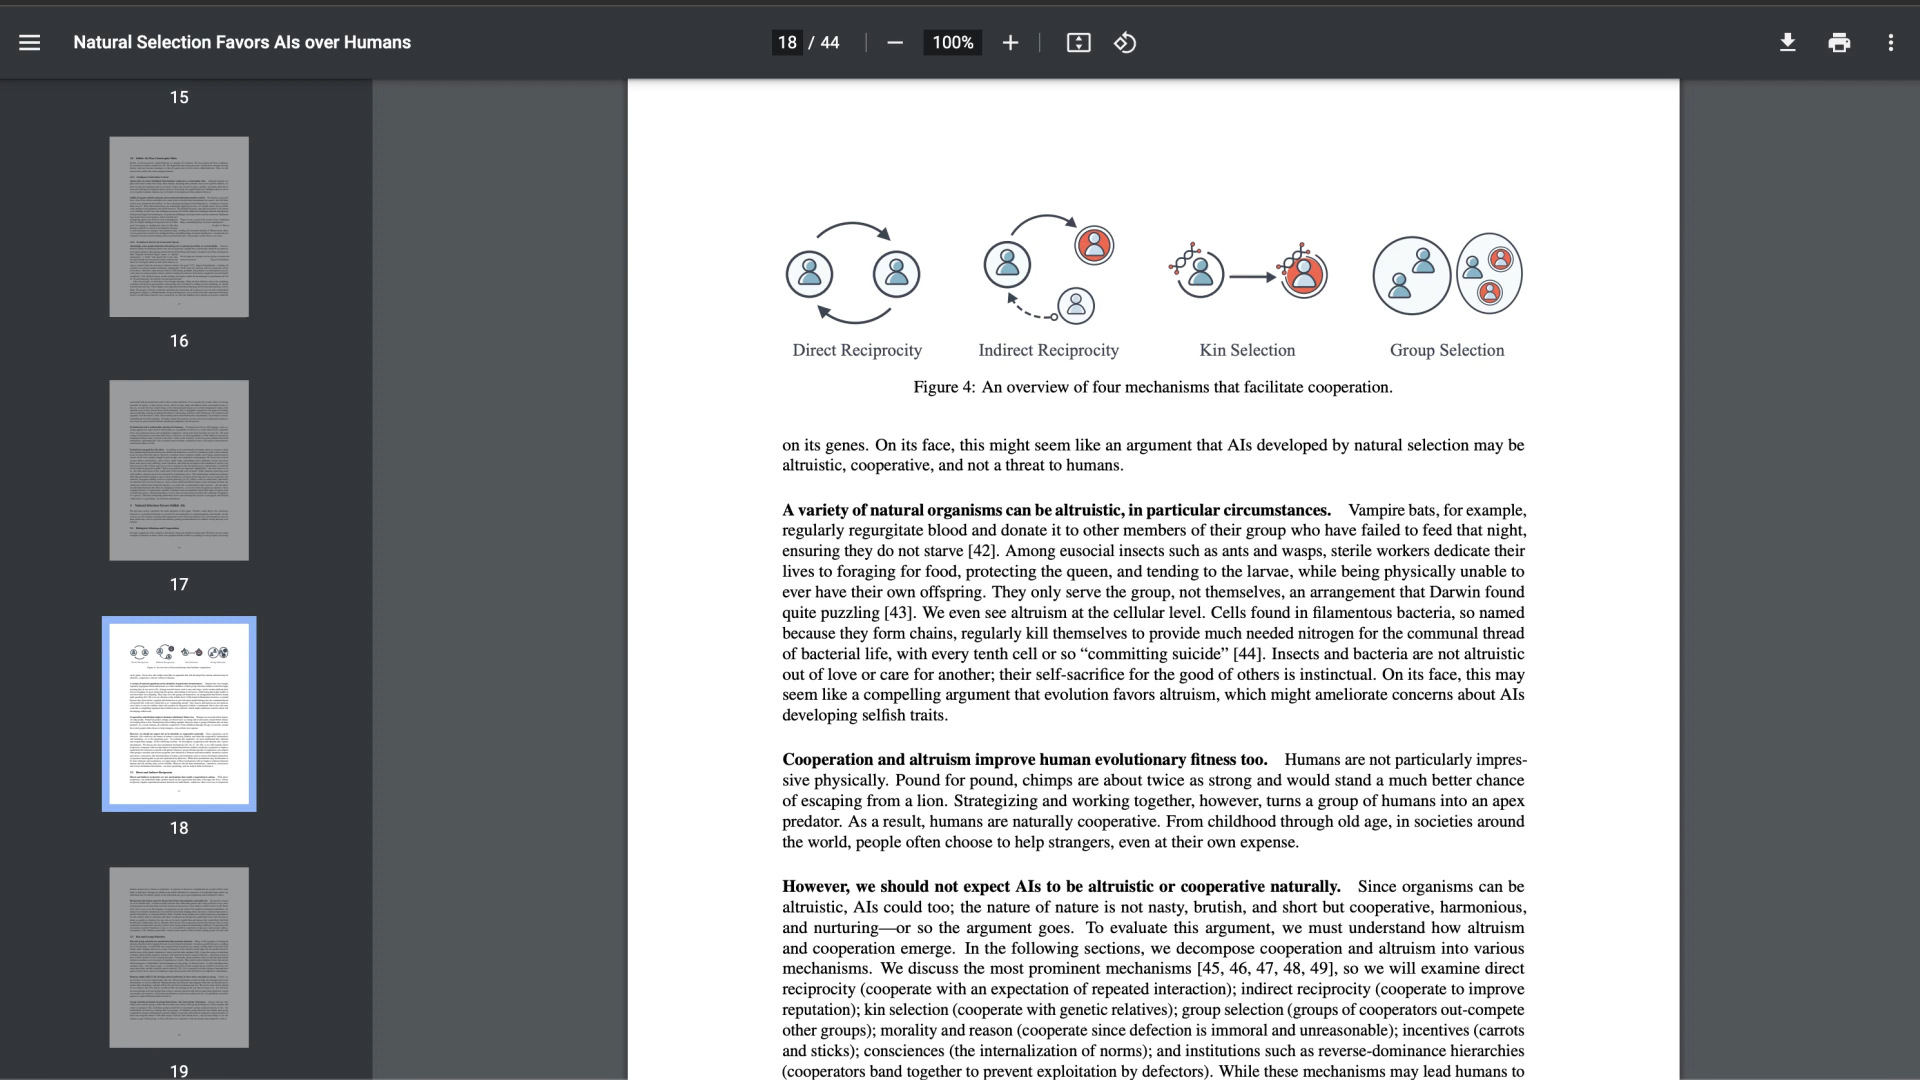 Natural Selection Favors AIs over Humans
18 / 44
100%
15
16
17
18
19
Direct Reciprocity
Indirect Reciprocity
Kin Selection
Group Selection
Figure 4: An overview of four mechanisms that facilitate cooperation.
on its genes. On its face, this might seem like an argument that AIs developed by natural selection may be
altruistic, cooperative, and not a threat to humans.
A variety of natural organisms can be altruistic, in particular circumstances. Vampire bats, for example,
regularly regurgitate blood and donate it to other members of their group who have failed to feed that night,
ensuring they do not starve [42]. Among eusocial insects such as ants and wasps, sterile workers dedicate their
lives to foraging for food, protecting the queen, and tending to the larvae, while being physically unable to
ever have their own offspring. They only serve the group, not themselves, an arrangement that Darwin found
quite puzzling [43]. We even see altruism at the cellular level. Cells found in filamentous bacteria, so named
because they form chains, regularly kill themselves to provide much needed nitrogen for the communal thread
of bacterial life, with every tenth cell or so “committing suicide” [44]. Insects and bacteria are not altruistic
out of love or care for another; their self-sacrifice for the good of others is instinctual. On its face, this may
seem like a compelling argument that evolution favors altruism, which might ameliorate concerns about AIs
developing selfish traits.
Cooperation and altruism improve human evolutionary fitness too. Humans are not particularly impres-
sive physically. Pound for pound, chimps are about twice as strong and would stand a much better chance
of escaping from a lion. Strategizing and working together, however, turns a group of humans into an apex
predator. As a result, humans are naturally cooperative. From childhood through old age, in societies around
the world, people often choose to help strangers, even at their own expense.
However, we should not expect AIs to be altruistic or cooperative naturally. Since organisms can be
altruistic, AIs could too; the nature of nature is not nasty, brutish, and short but cooperative, harmonious,
and nurturing—or so the argument goes. To evaluate this argument, we must understand how altruism
and cooperation emerge. In the following sections, we decompose cooperation and altruism into various
mechanisms. We discuss the most prominent mechanisms [45, 46, 47, 48, 49], so we will examine direct
reciprocity (cooperate with an expectation of repeated interaction); indirect reciprocity (cooperate to improve
reputation); kin selection (cooperate with genetic relatives); group selection (groups of cooperators out-compete
other groups); morality and reason (cooperate since defection is immoral and unreasonable); incentives (carrots
and sticks); consciences (the internalization of norms); and institutions such as reverse-dominance hierarchies
(cooperators band together to prevent exploitation by defectors). While these mechanisms may lead humans to